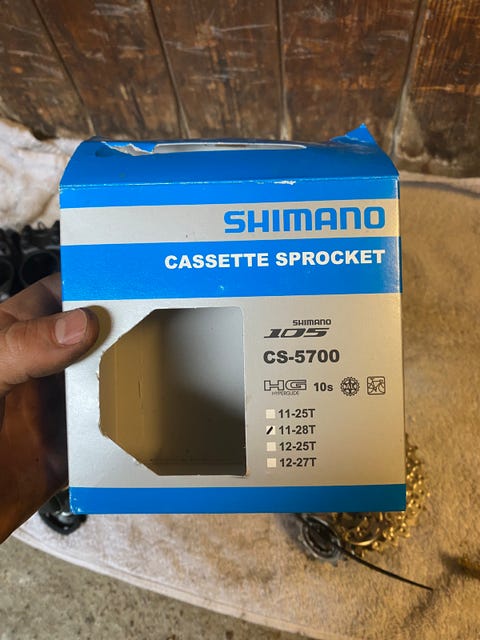 SHIMANO
CASSETTE SPROCKET
SHIMANO
105
CS-5700
HG 10s
HYPERGLIDE
11-25T
11-28T
12-25T
12-27T